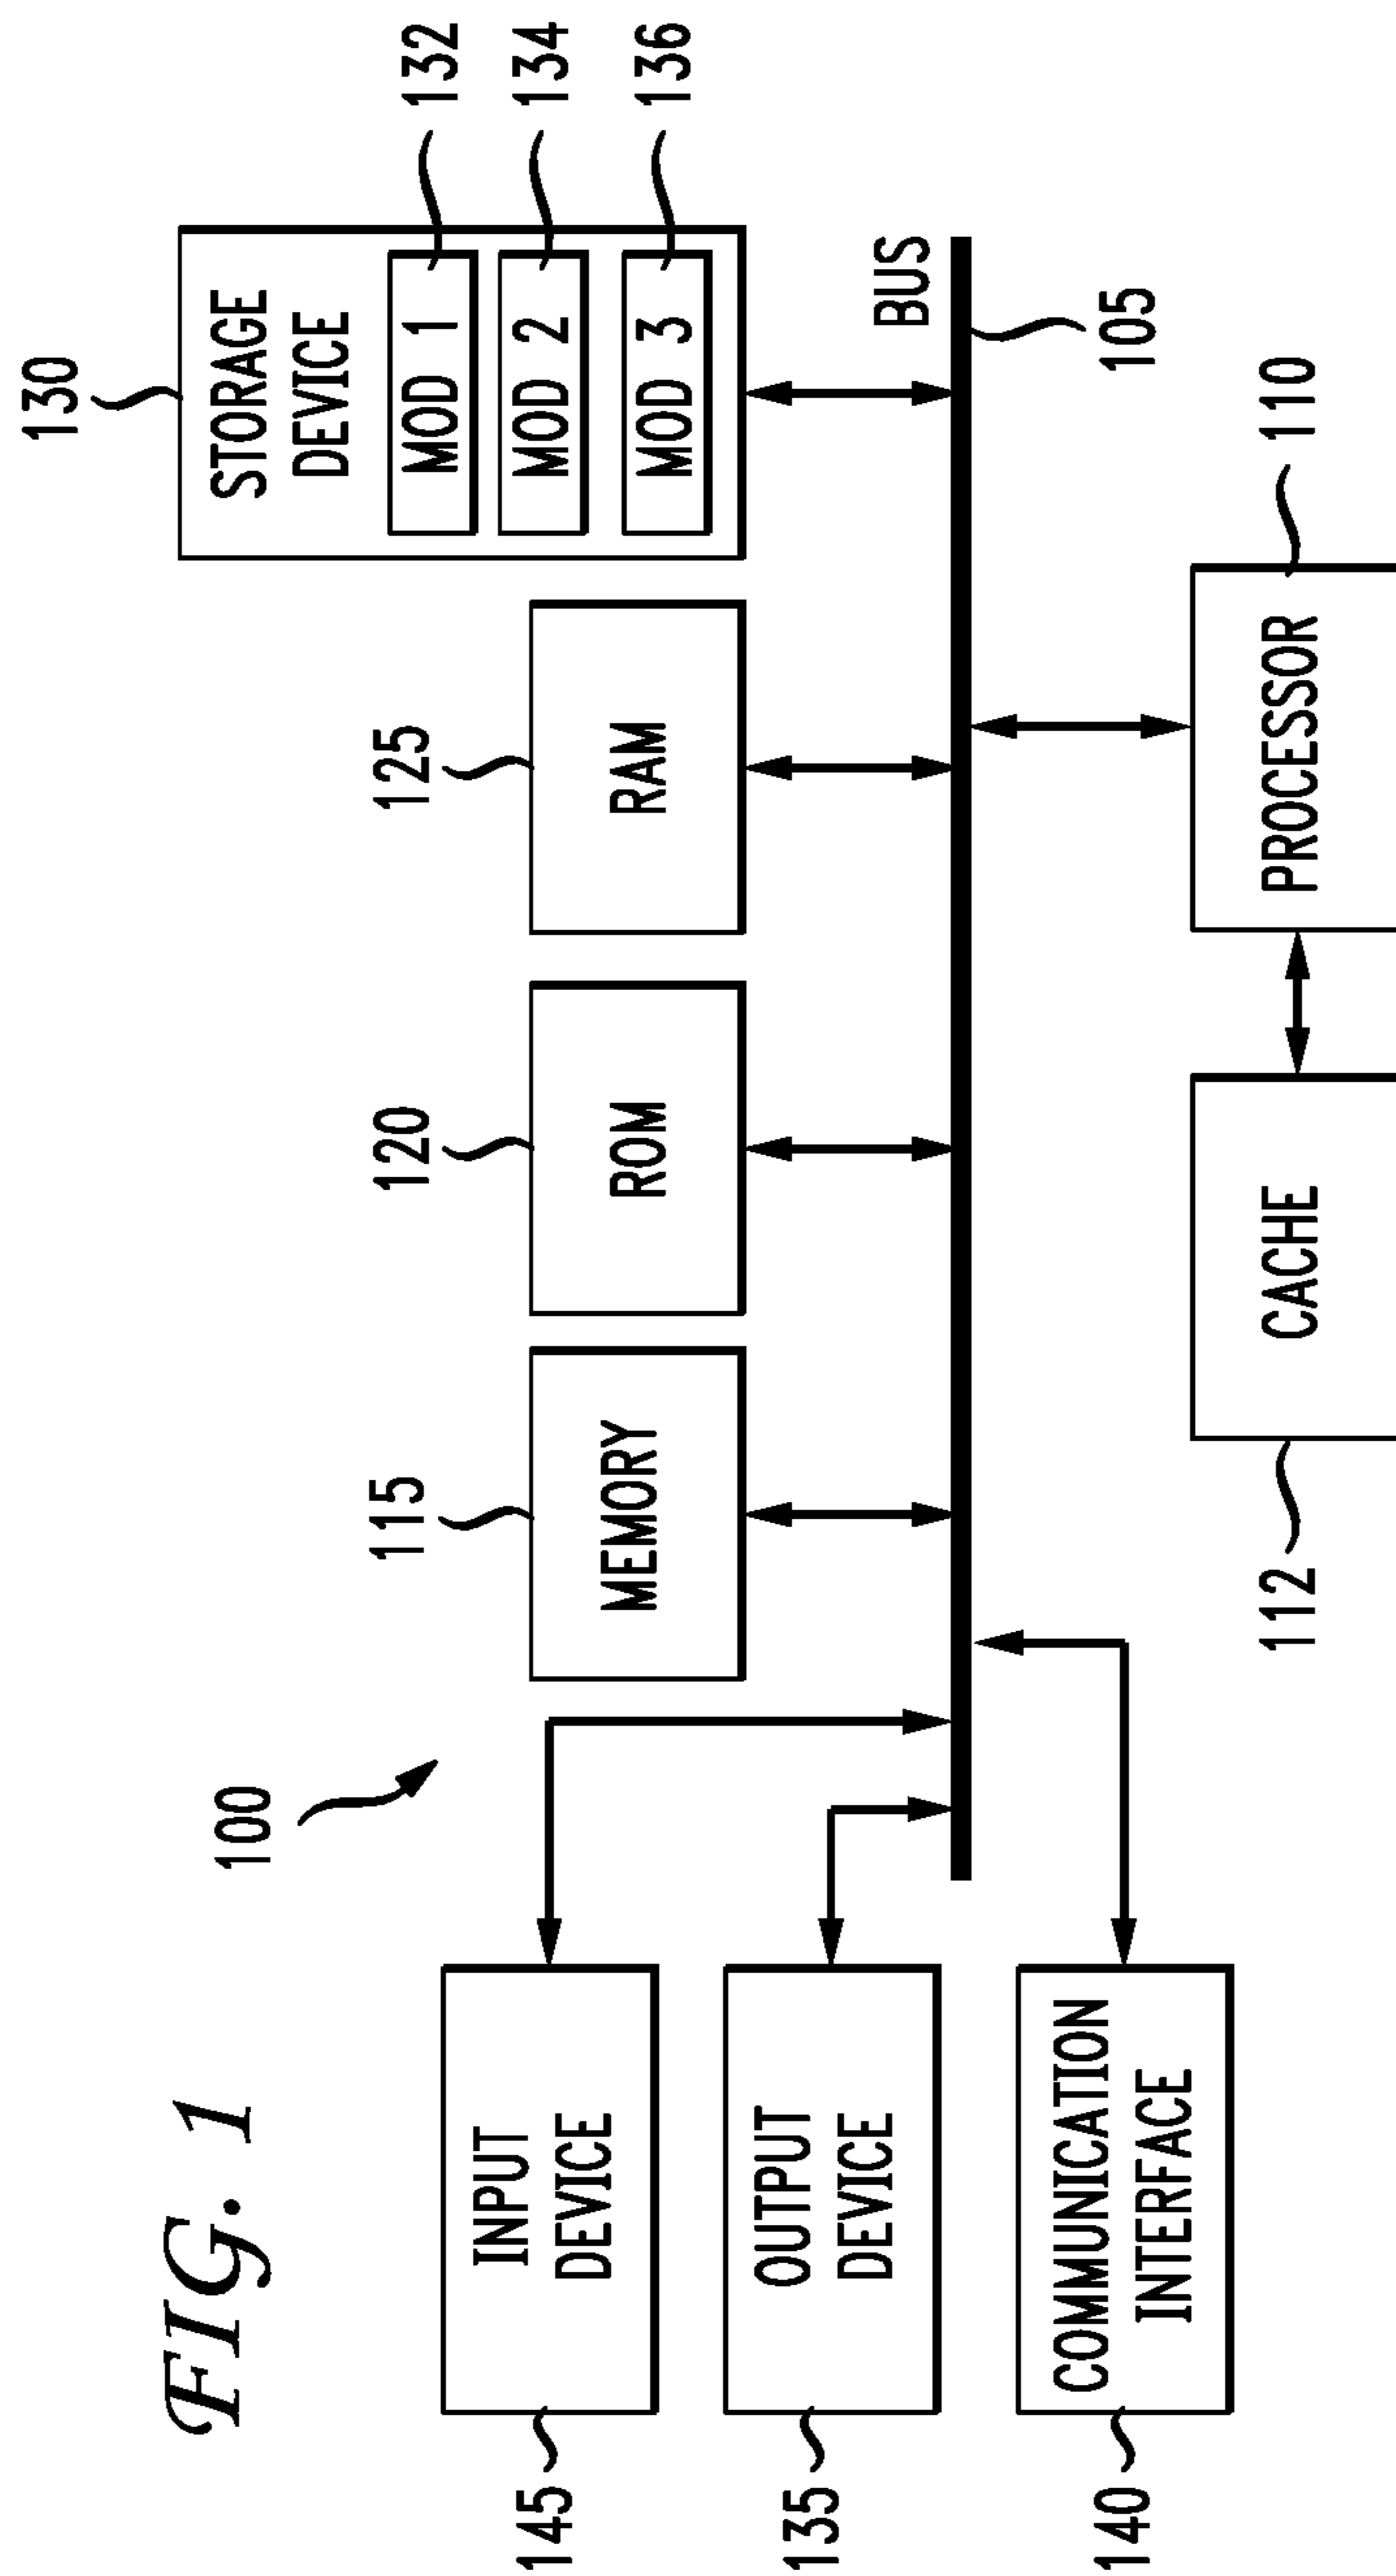 FIG. 1
100
130
STORAGE
DEVICE
MOD 1
132
MOD 2
134
MOD 3
136
115
120
125
MEMORY
ROM
RAM
145
INPUT
DEVICE
135
OUTPUT
DEVICE
BUS
105
140
COMMUNICATION
INTERFACE
112
CACHE
PROCESSOR
110